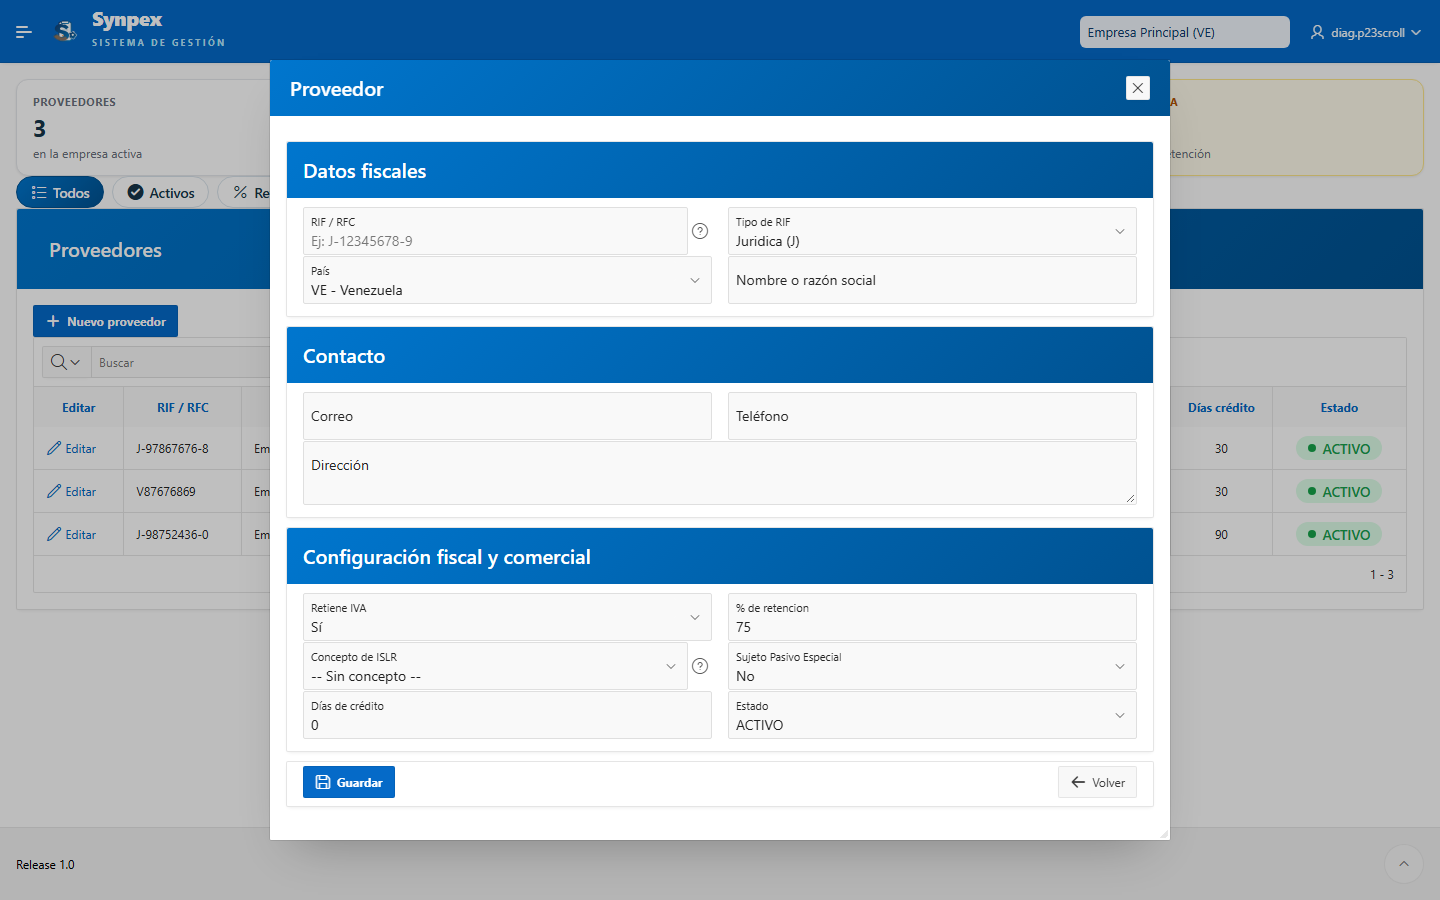 Synpex
SISTEMA DE GESTIÓN
Empresa Principal (VE)
diag.p23scroll
PROVEEDORES
3
en la empresa activa
A
etención
Todos
Activos
Re
Proveedores
Nuevo proveedor
Buscar
Editar
RIF / RFC
Días crédito
Estado
Editar
J-97867676-8
Em
30
ACTIVO
Editar
V87676869
Em
30
ACTIVO
Editar
J-98752436-0
Em
90
ACTIVO
1 - 3
Proveedor
Datos fiscales
RIF / RFC
Ej: J-12345678-9
Tipo de RIF
Juridica (J)
País
VE - Venezuela
Nombre o razón social
Contacto
Correo
Teléfono
Dirección
Configuración fiscal y comercial
Retiene IVA
Sí
% de retencion
75
Concepto de ISLR
-- Sin concepto --
Sujeto Pasivo Especial
No
Días de crédito
0
Estado
ACTIVO
Guardar
Volver
Release 1.0